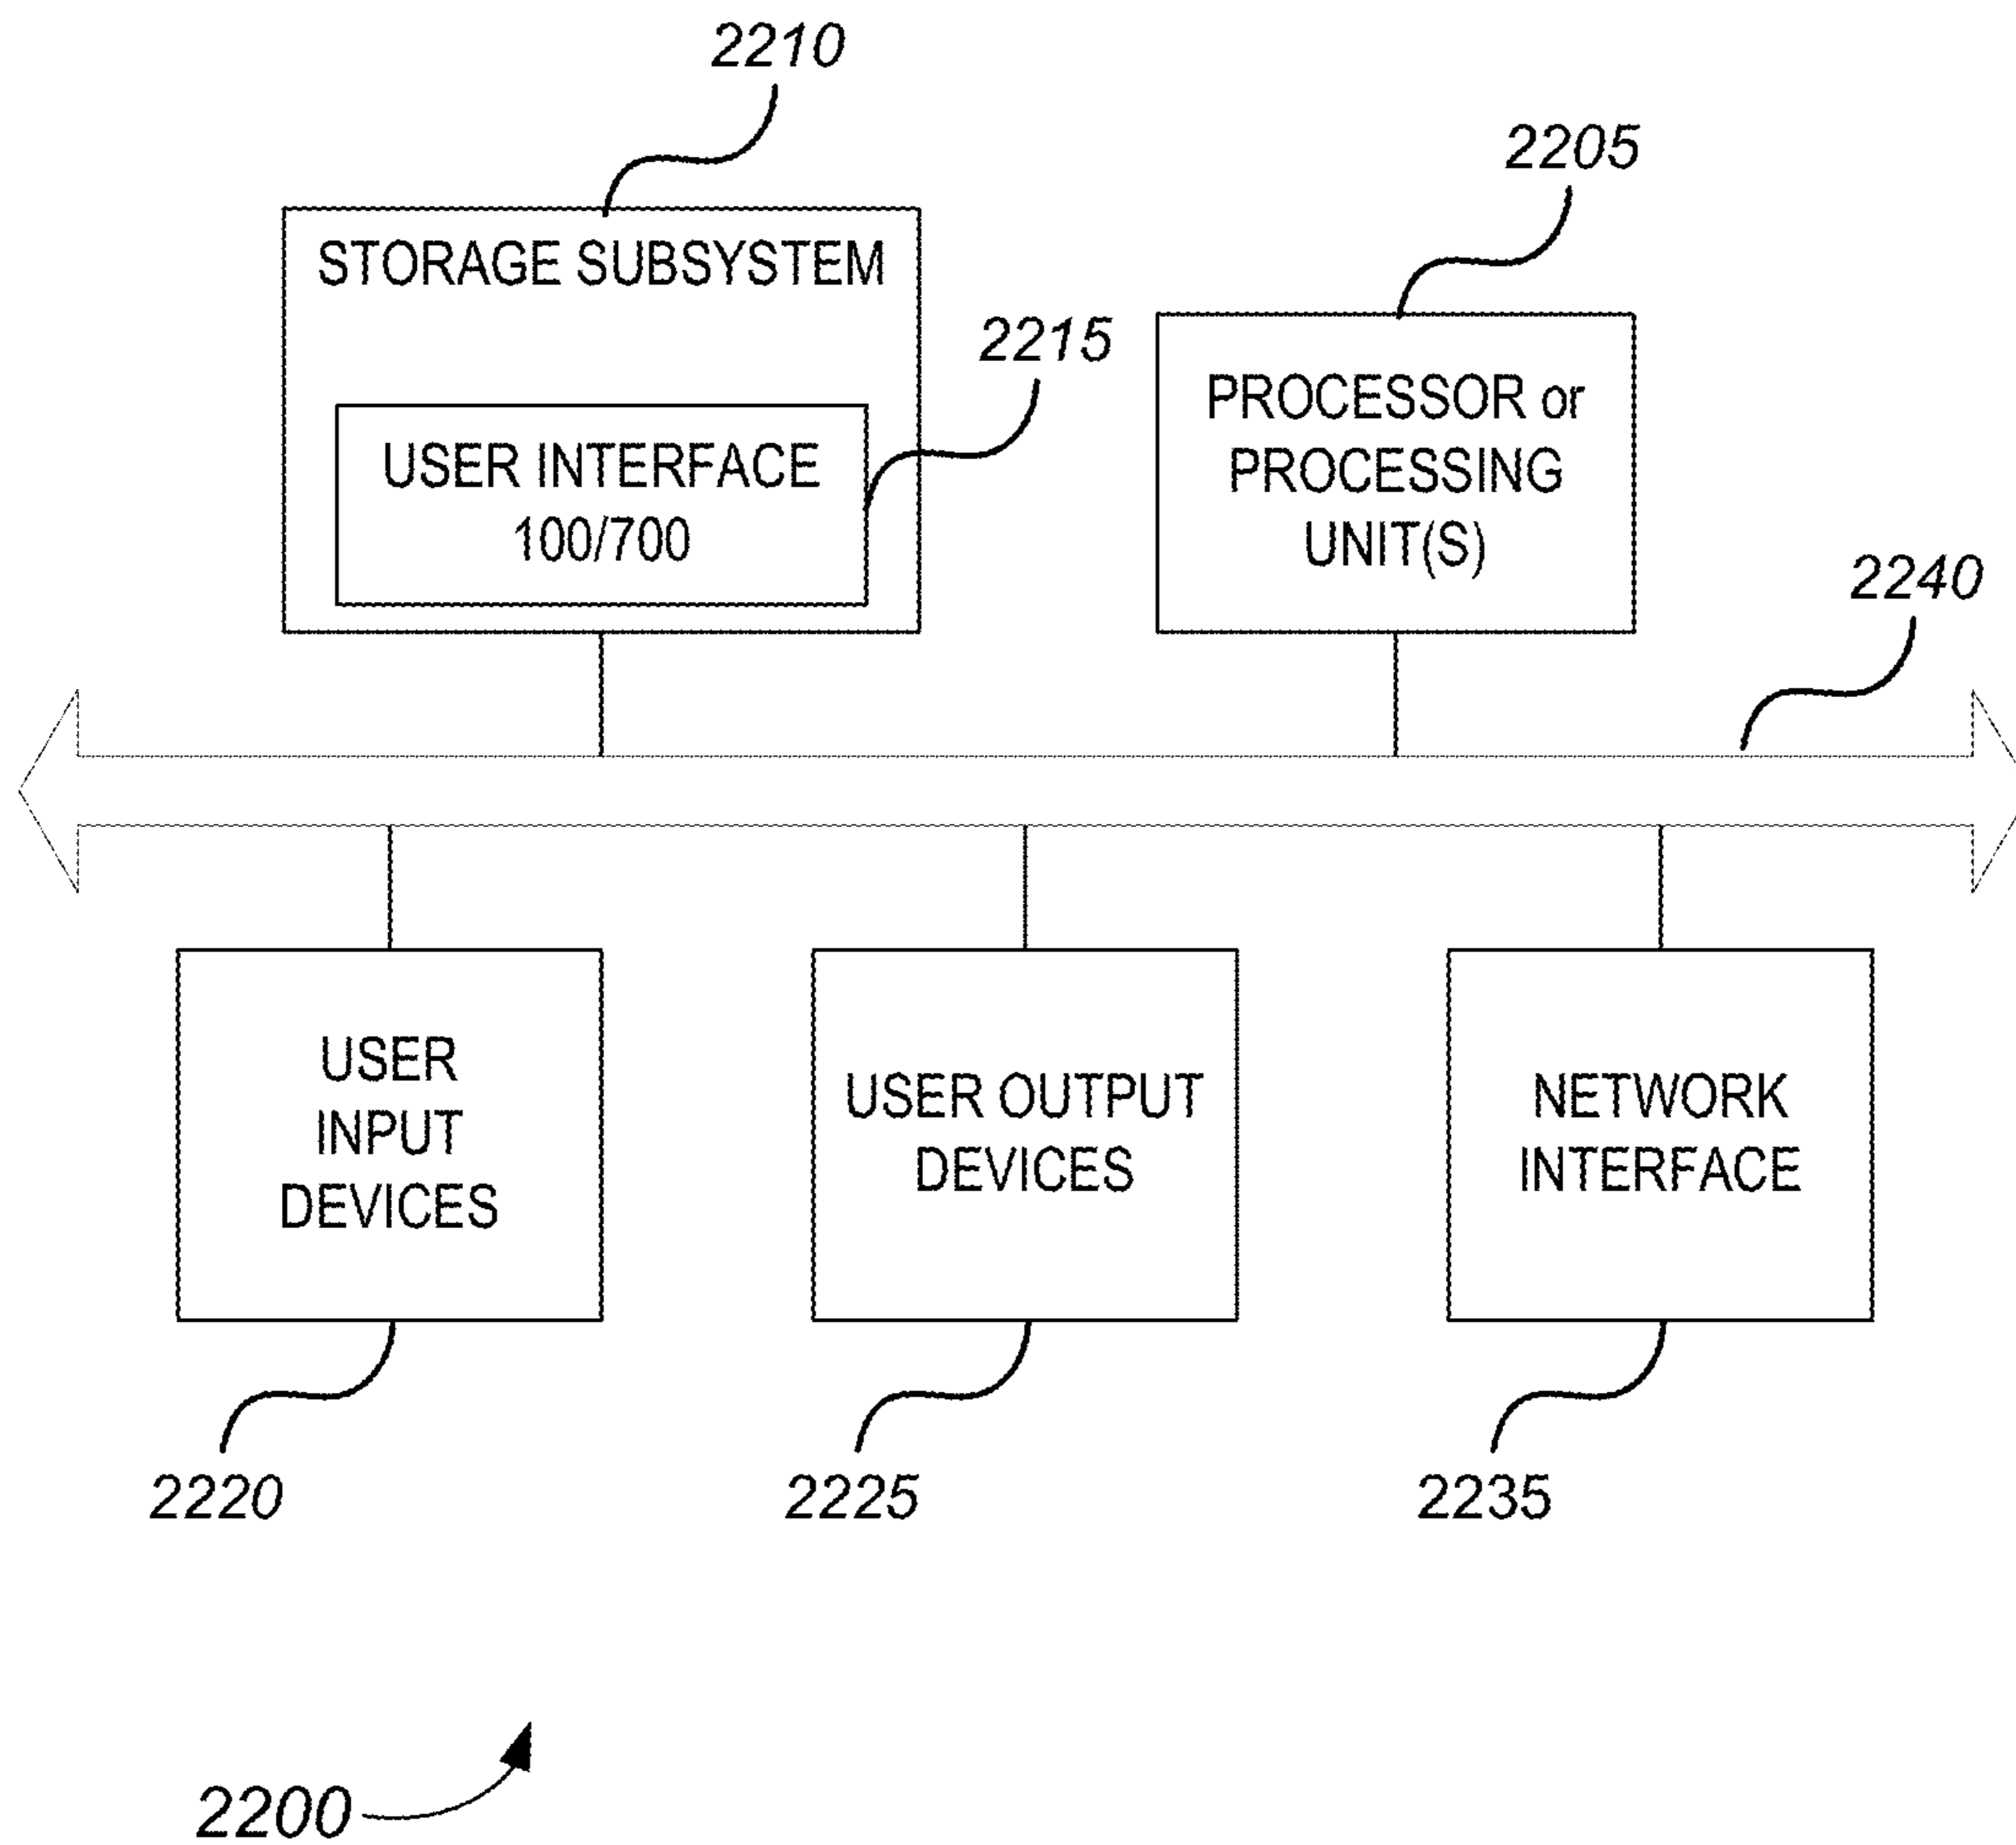 2210
2205
STORAGE SUBSYSTEM
2215
USER INTERFACE
100/700
PROCESSOR or
PROCESSING
UNIT(S)
2240
USER
INPUT
DEVICES
USER OUTPUT
DEVICES
NETWORK
INTERFACE
2220
2225
2235
2200